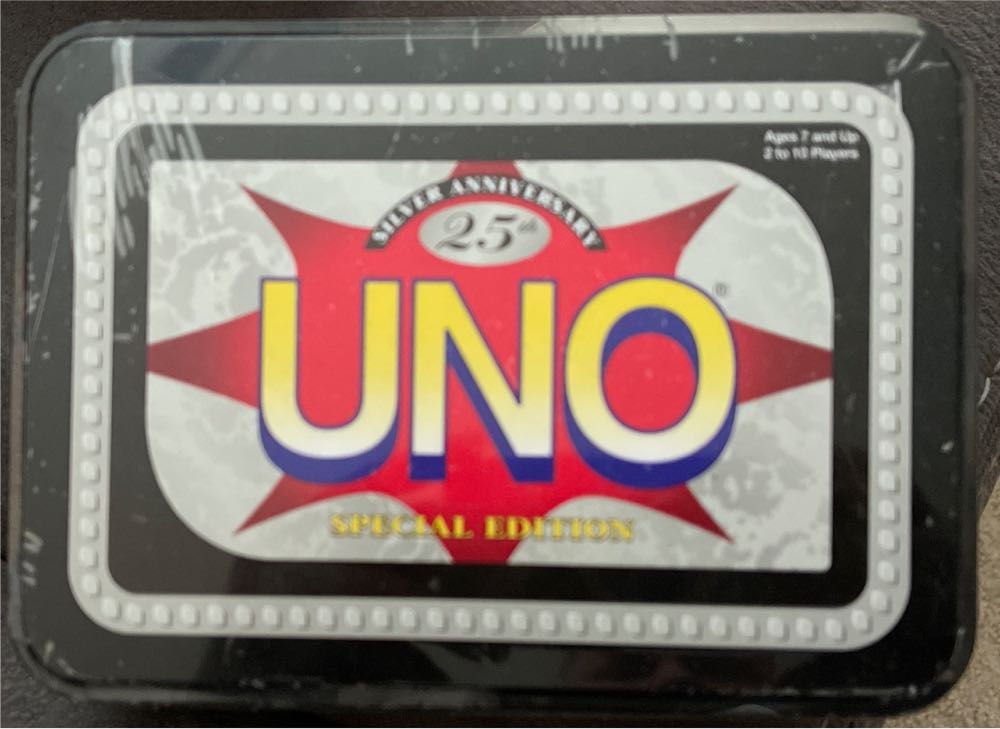 Ages 7 and Up
2 to 10 Players
SILVER ANNIVERSARY
25th
UNO®
SPECIAL EDITION